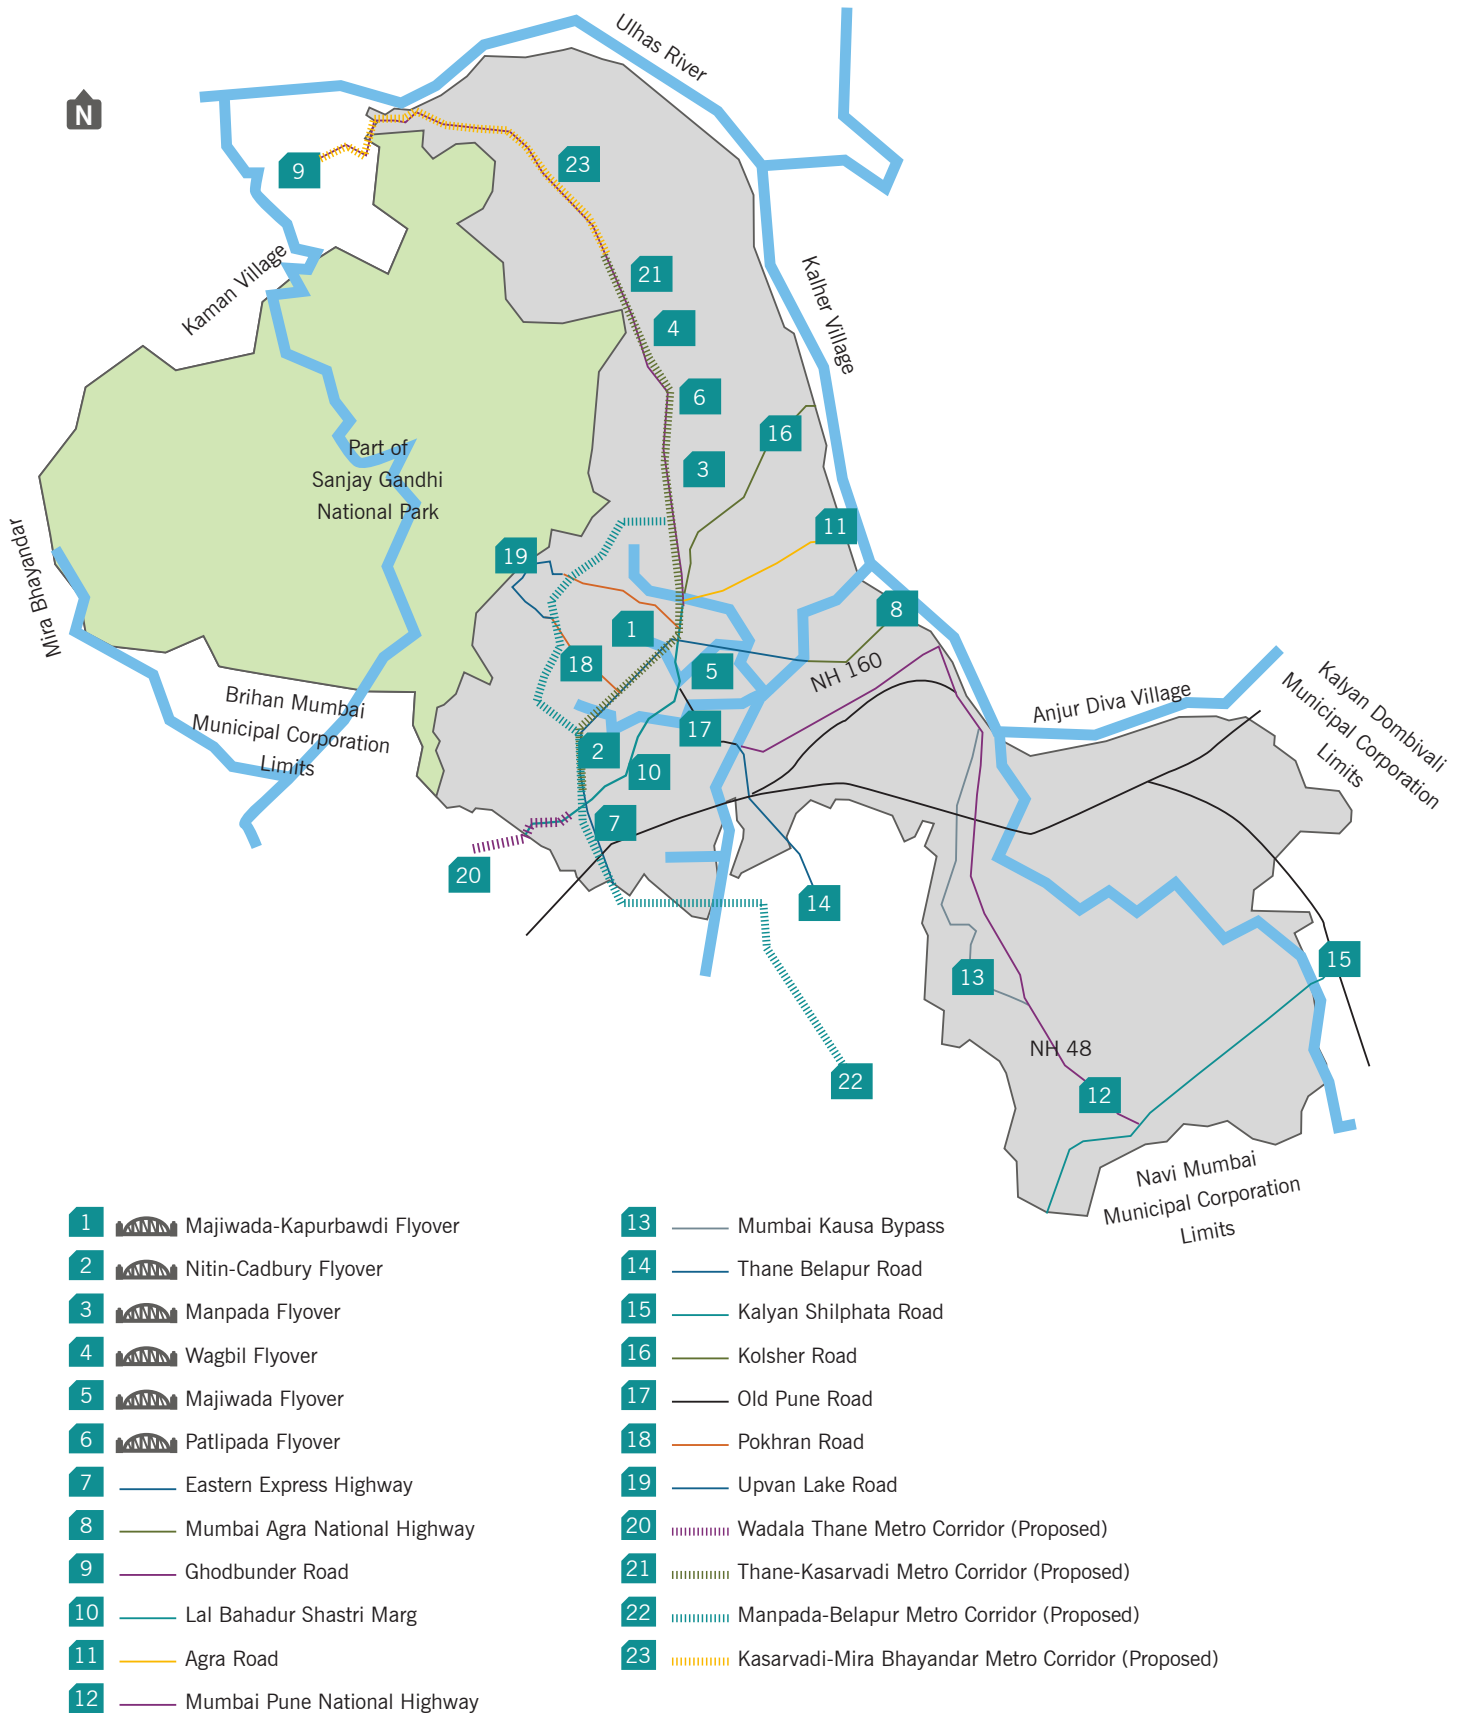 Ulhas River
N
23
9
21
Kaman Village
Kalher Village
4
6
16
3
Part of
Sanjay Gandhi
National Park
11
19
Mira Bhayandar
8
1
18
5
NH 160
Brihan Mumbai
Municipal Corporation
Limits
Anjur Diva Village
Kalyan Dombivali
Municipal Corporation
Limits
17
2
10
7
20
14
15
13
NH 48
22
12
Navi Mumbai
Municipal Corporation
Limits
1 Majiwada-Kapurbawdi Flyover
2 Nitin-Cadbury Flyover
3 Manpada Flyover
4 Wagbil Flyover
5 Majiwada Flyover
6 Patlipada Flyover
7 Eastern Express Highway
8 Mumbai Agra National Highway
9 Ghodbunder Road
10 Lal Bahadur Shastri Marg
11 Agra Road
12 Mumbai Pune National Highway
13 Mumbai Kausa Bypass
14 Thane Belapur Road
15 Kalyan Shilphata Road
16 Kolsher Road
17 Old Pune Road
18 Pokhran Road
19 Upvan Lake Road
20 Wadala Thane Metro Corridor (Proposed)
21 Thane-Kasarvadi Metro Corridor (Proposed)
22 Manpada-Belapur Metro Corridor (Proposed)
23 Kasarvadi-Mira Bhayandar Metro Corridor (Proposed)